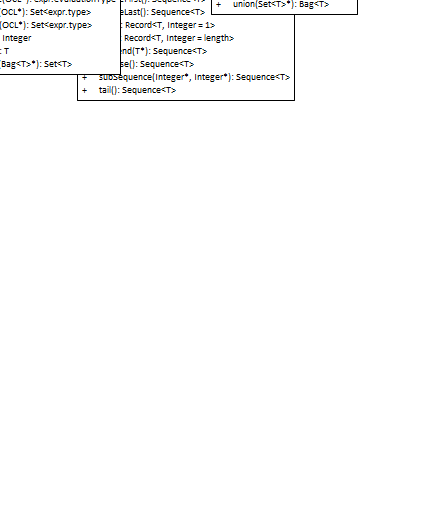 (OCL*): Set<expr.type>
(OCL*): Set<expr.type>
Integer
: T
(Bag<T>*): Set<T>
eLast(): Sequence<T>
: Record<T, Integer = 1>
Record<T, Integer = length>
end(T*): Sequence<T>
se(): Sequence<T>
+ subSequence(Integer*, Integer*): Sequence<T>
+ tail(): Sequence<T>
+ union(Set<T>*): Bag<T>